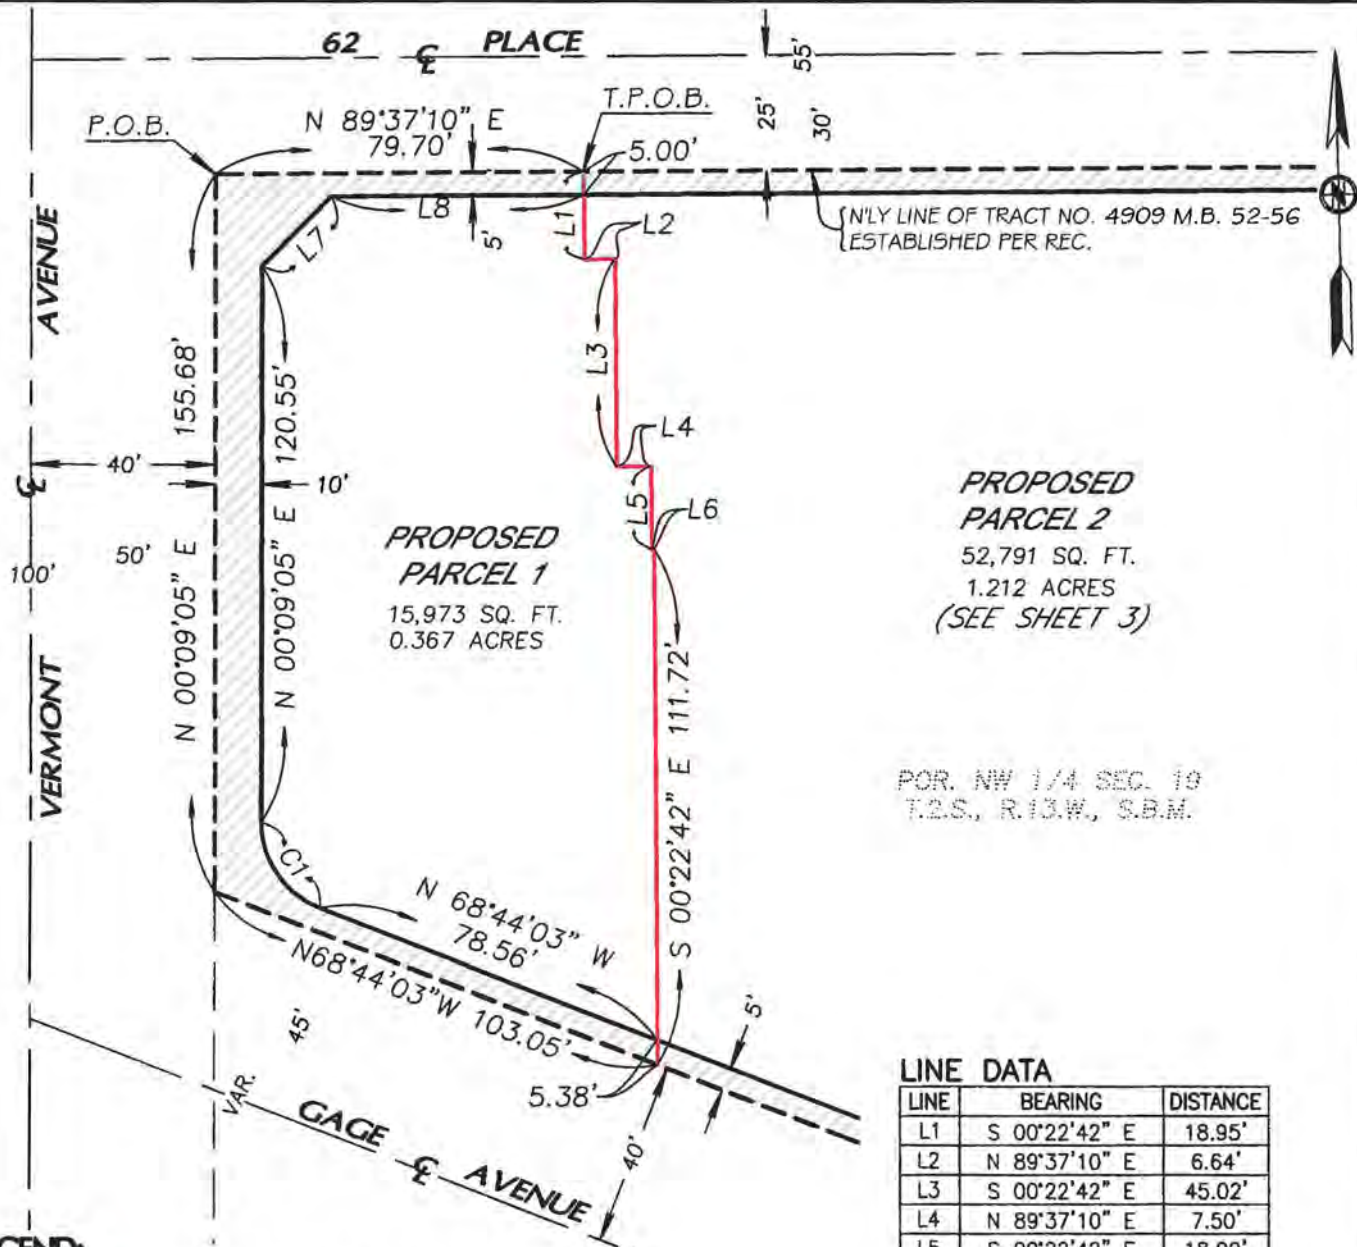 62 ℄ PLACE
55'
P.O.B.
N 89°37'10" E
79.70'
T.P.O.B.
5.00'
25'
30'
L8
5'
L7
L1
L2
N'LY LINE OF TRACT NO. 4909 M.B. 52-56
ESTABLISHED PER REC.
VERMONT ℄ AVENUE
N 00°09'05" E 155.68'
N 00°09'05" E 120.55'
L3
L4
L5
L6
40'
10'
50'
100'
PROPOSED
PARCEL 1
15,973 SQ. FT.
0.367 ACRES
PROPOSED
PARCEL 2
52,791 SQ. FT.
1.212 ACRES
(SEE SHEET 3)
S 00°22'42" E 111.72'
POR. NW 1/4 SEC. 19
T.2.S., R.13.W., S.B.M.
C1
N 68°44'03" W
78.56'
N68°44'03"W 103.05'
5'
45'
5.38'
VAR.
40'
GAGE ℄ AVENUE
LINE DATA
LINE BEARING DISTANCE
L1 S 00°22'42" E 18.95'
L2 N 89°37'10" E 6.64'
L3 S 00°22'42" E 45.02'
L4 N 89°37'10" E 7.50'
L5 S 00°22'42" E